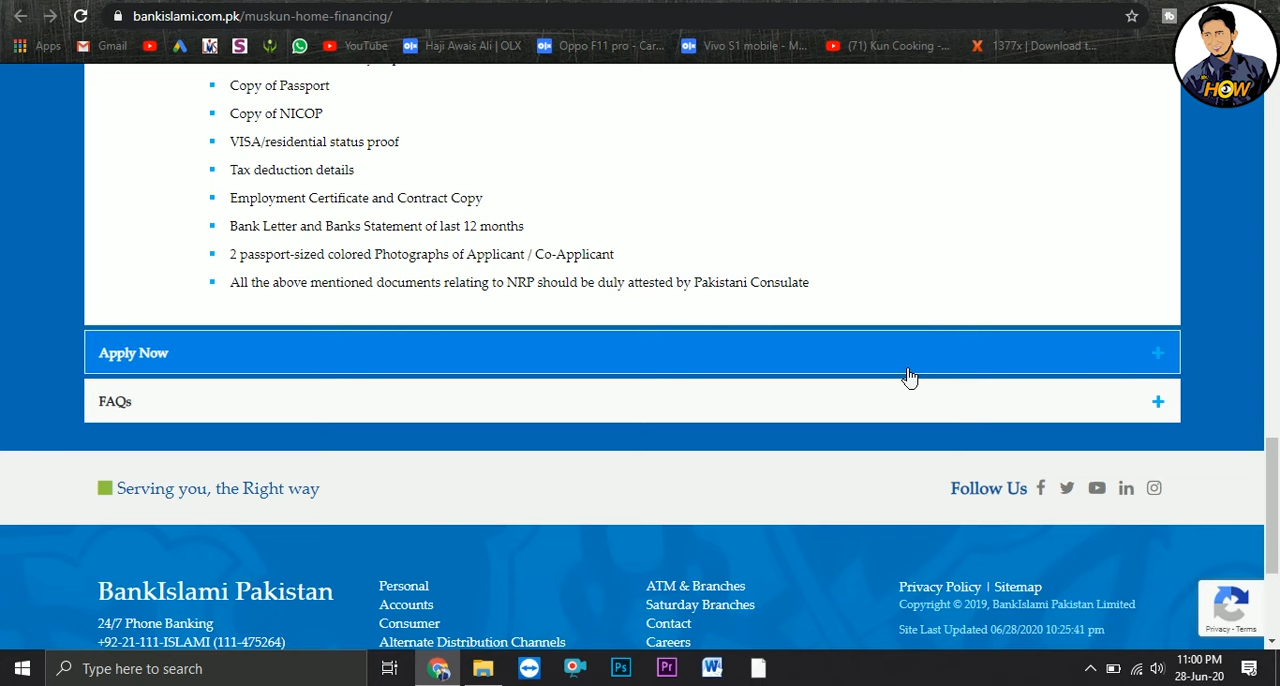 bankislami.com.pk/muskun-home-financing/
Apps
Gmail
YouTube
Haji Awais Ali | OLX
Oppo F11 pro - Car...
Vivo S1 mobile - M...
(71) Kun Cooking -...
1377x | Download t...
HOW
Copy of Passport
Copy of NICOP
VISA/residential status proof
Tax deduction details
Employment Certificate and Contract Copy
Bank Letter and Banks Statement of last 12 months
2 passport-sized colored Photographs of Applicant / Co-Applicant
All the above mentioned documents relating to NRP should be duly attested by Pakistani Consulate
Apply Now
FAQs
Serving you, the Right way
Follow Us
BankIslami Pakistan
24/7 Phone Banking
+92-21-111-ISLAMI (111-475264)
Personal
Accounts
Consumer
Alternate Distribution Channels
ATM & Branches
Saturday Branches
Contact
Careers
Privacy Policy | Sitemap
Copyright © 2019, BankIslami Pakistan Limited
Site Last Updated 06/28/2020 10:25:41 pm
Privacy - Terms
Type here to search
Ps
Pr
W
11:00 PM
28-Jun-20